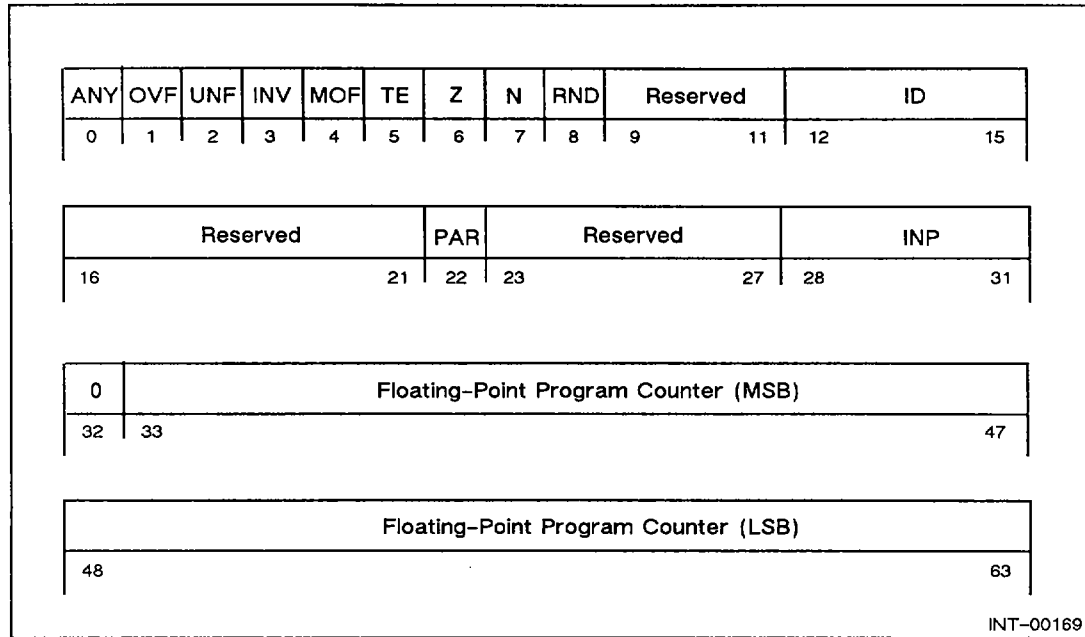 ANY OVF UNF INV MOF TE Z N RND Reserved ID
0 1 2 3 4 5 6 7 8 9 11 12 15
Reserved PAR Reserved INP
16 21 22 23 27 28 31
0 Floating-Point Program Counter (MSB)
32 33 47
Floating-Point Program Counter (LSB)
48 63
INT-00169